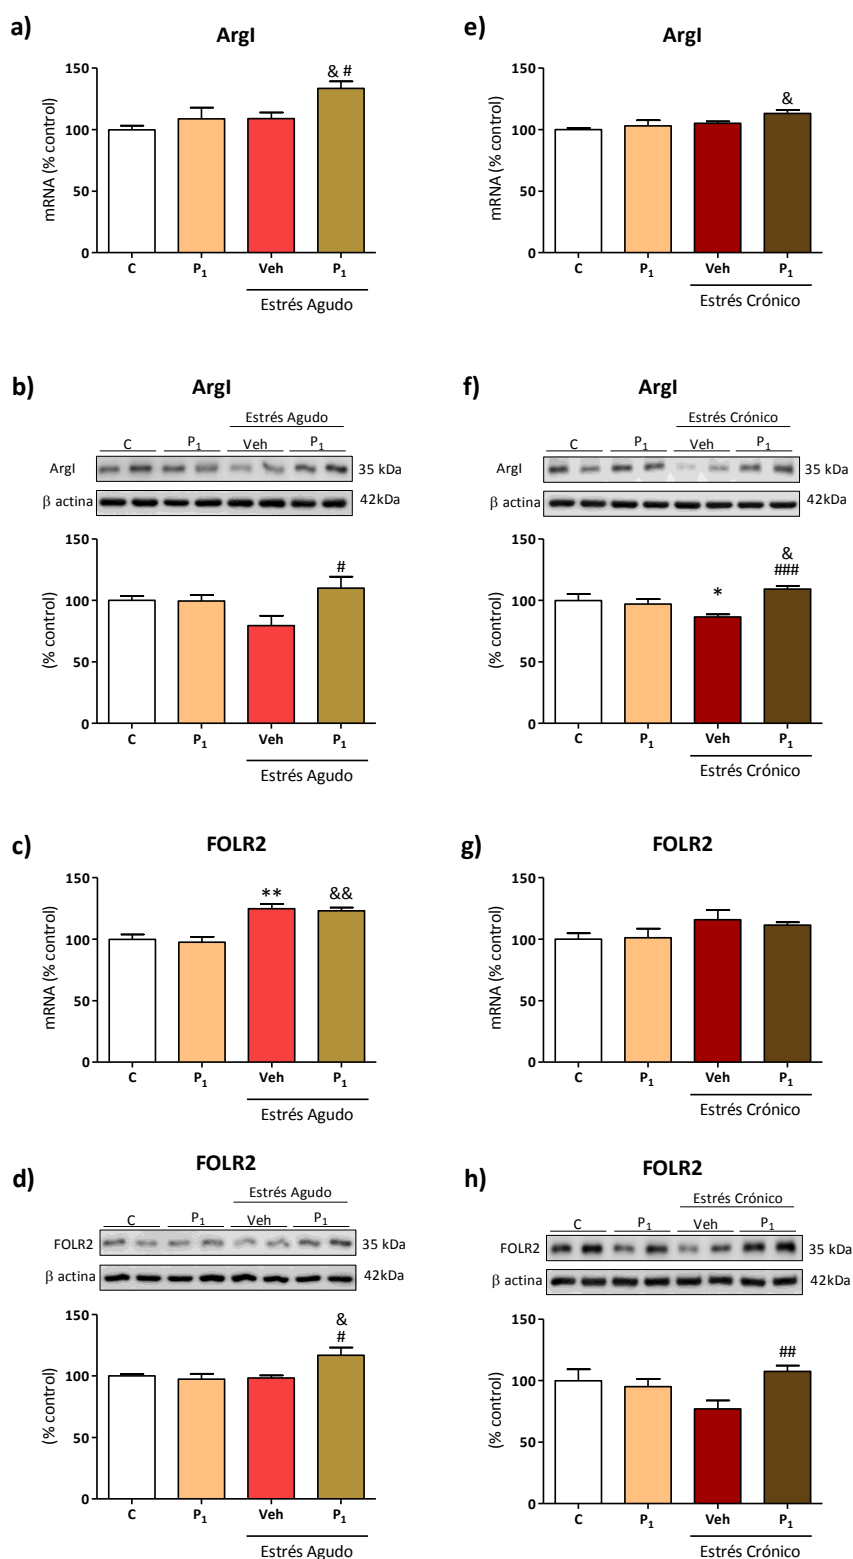 a)
ArgI
& #
150
100
50
0
mRNA (% control)
C P₁ Veh P₁
Estrés Agudo
e)
ArgI
&
150
100
50
0
mRNA (% control)
C P₁ Veh P₁
Estrés Crónico
b)
ArgI
Estrés Agudo
C P₁ Veh P₁
ArgI 35 kDa
β actina 42kDa
#
150
100
50
0
(% control)
C P₁ Veh P₁
Estrés Agudo
f)
ArgI
Estrés Crónico
C P₁ Veh P₁
ArgI 35 kDa
β actina 42kDa
&
###
*
150
100
50
0
(% control)
C P₁ Veh P₁
Estrés Crónico
c)
FOLR2
** &&
150
100
50
0
mRNA (% control)
C P₁ Veh P₁
Estrés Agudo
g)
FOLR2
150
100
50
0
mRNA (% control)
C P₁ Veh P₁
Estrés Crónico
d)
FOLR2
Estrés Agudo
C P₁ Veh P₁
FOLR2 35 kDa
β actina 42kDa
&
#
150
100
50
0
(% control)
C P₁ Veh P₁
Estrés Agudo
h)
FOLR2
Estrés Crónico
C P₁ Veh P₁
FOLR2 35 kDa
β actina 42kDa
##
150
100
50
0
(% control)
C P₁ Veh P₁
Estrés Crónico